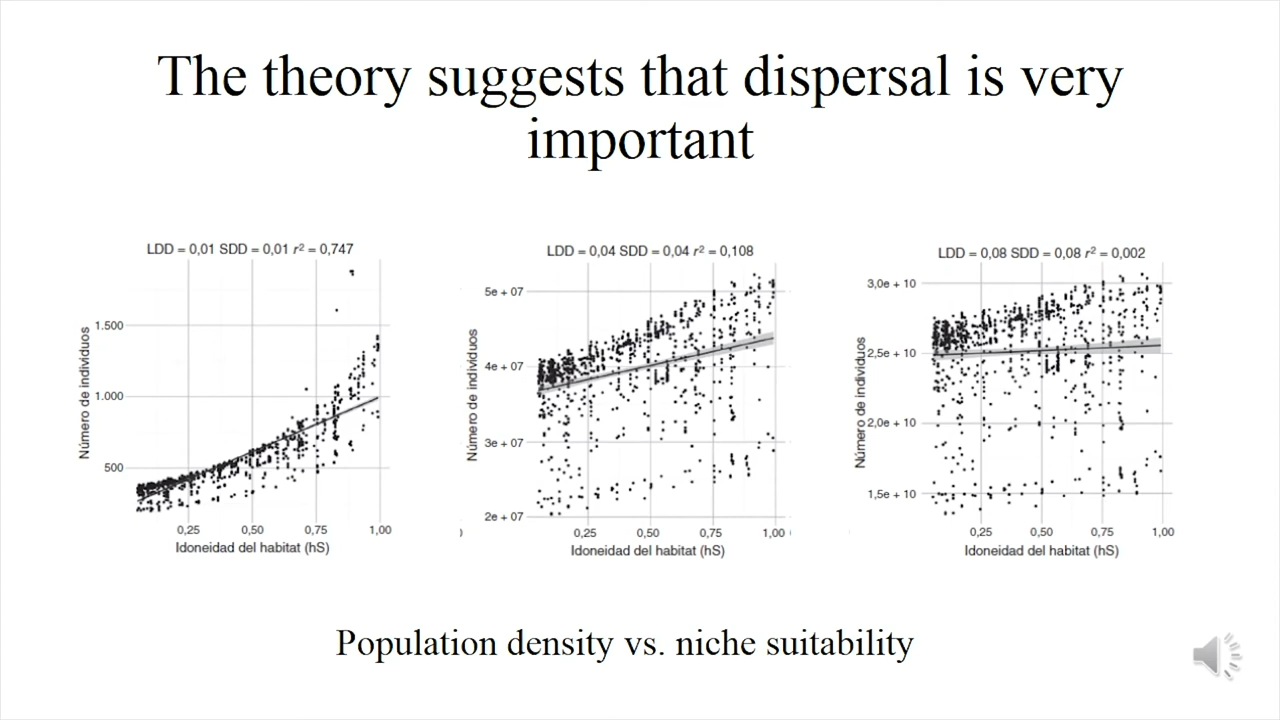 The theory suggests that dispersal is very
important
LDD = 0,01 SDD = 0,01 r² = 0,747
Número de individuos
1.500
1.000
500
0,25 0,50 0,75 1,00
Idoneidad del habitat (hS)
LDD = 0,04 SDD = 0,04 r² = 0,108
Número de individuos
5e + 07
4e + 07
3e + 07
2e + 07
0,25 0,50 0,75 1,00
Idoneidad del habitat (hS)
LDD = 0,08 SDD = 0,08 r² = 0,002
Número de individuos
3,0e + 10
2,5e + 10
2,0e + 10
1,5e + 10
0,25 0,50 0,75 1,00
Idoneidad del habitat (hS)
Population density vs. niche suitability